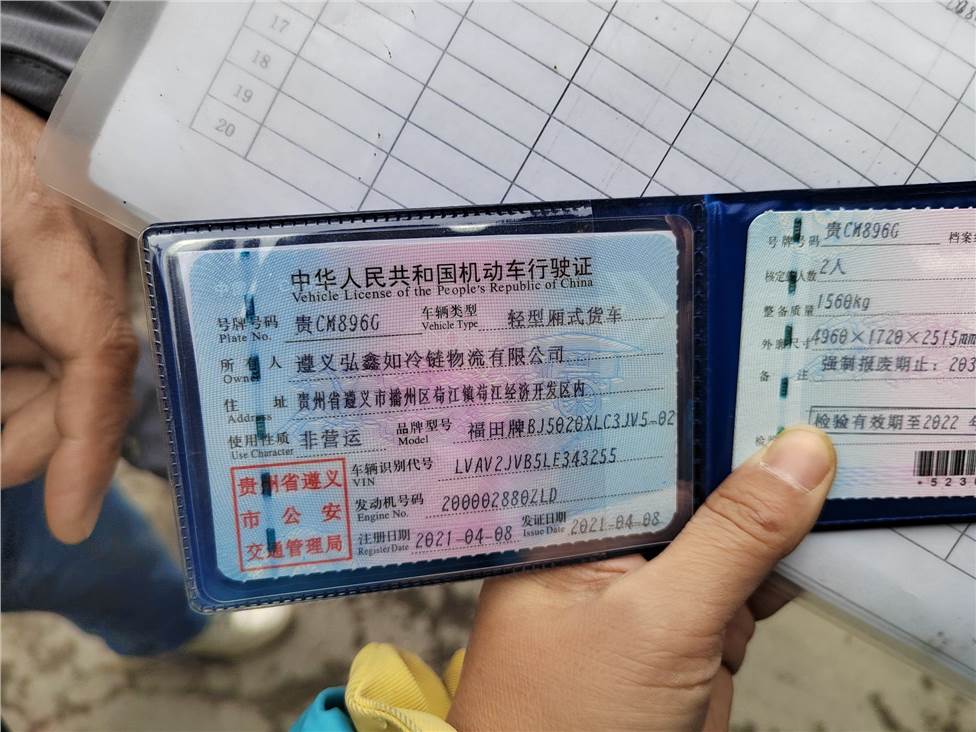 17
18
19
20
中华人民共和国机动车行驶证
Vehicle License of the People's Republic of China
号牌号码 贵CM896G 车辆类型 轻型厢式货车
Plate No. Vehicle Type
所有人 遵义弘鑫如冷链物流有限公司
Owner
住址 贵州省遵义市播州区苟江镇苟江经济开发区内
Address
使用性质 非营运 品牌型号 福田牌BJ5020XLC3JV5-02
Use Character Model
贵州省遵义
市公安
交通管理局
车辆识别代号 LVAV2JVB5LE343255
VIN
发动机号码 200002880ZLD
Engine No.
注册日期 2021-04-08 发证日期 2021-04-08
Register Date Issue Date
号牌号码 贵CM896G 档案
核定载人数 2人
整备质量 1560kg
外廓尺寸 4960×1720×2515mm
备注 强制报废期止：203
检验有效期至2022 年
检
*523